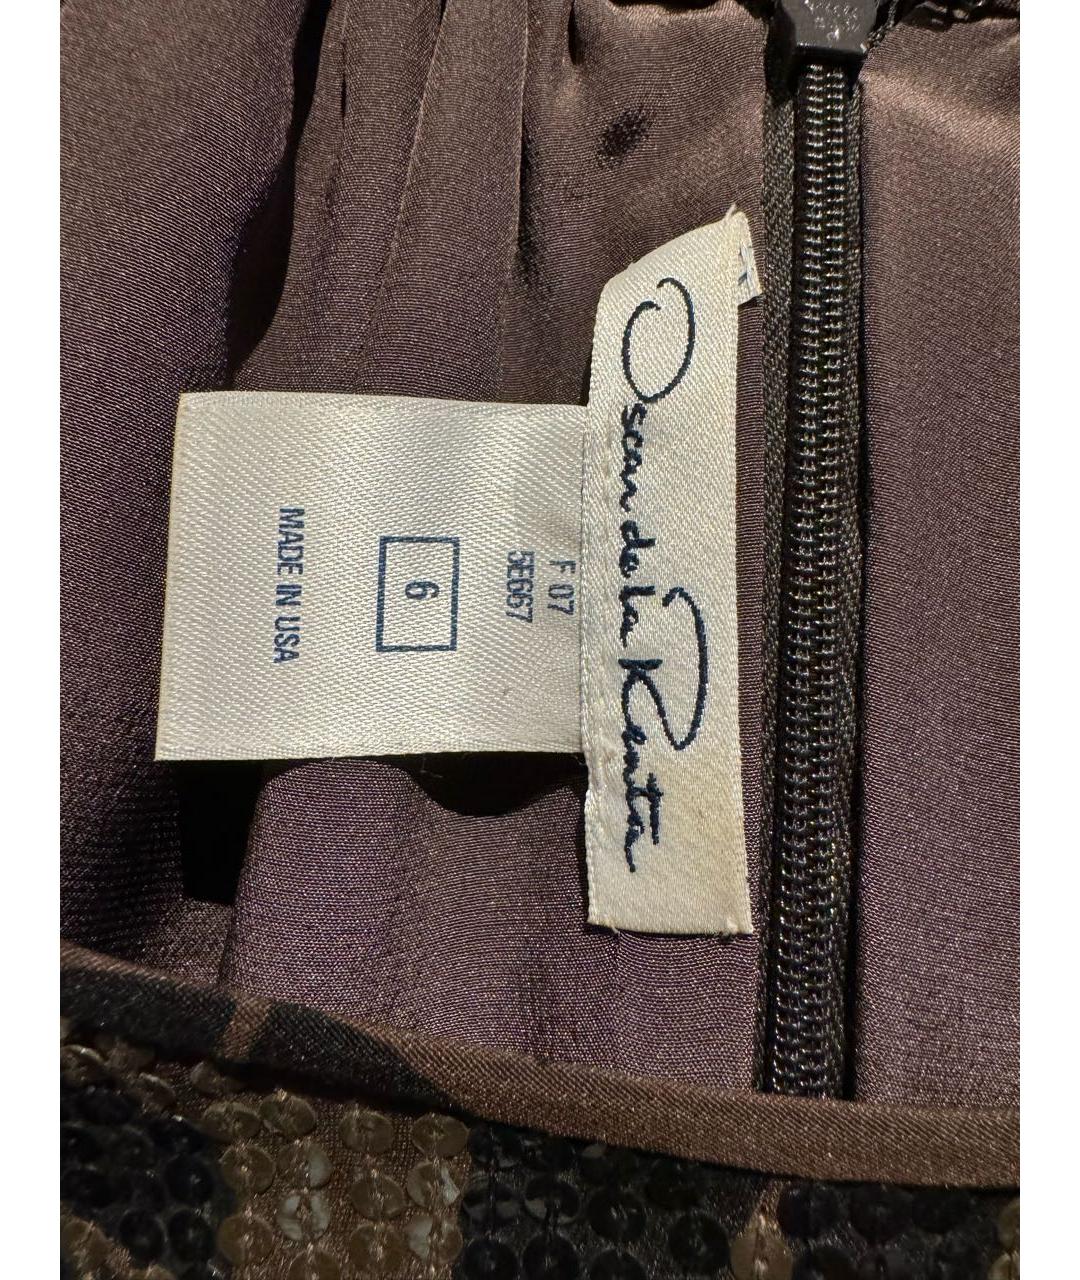 Oscar de la Renta
F 07
5E667
6
MADE IN USA